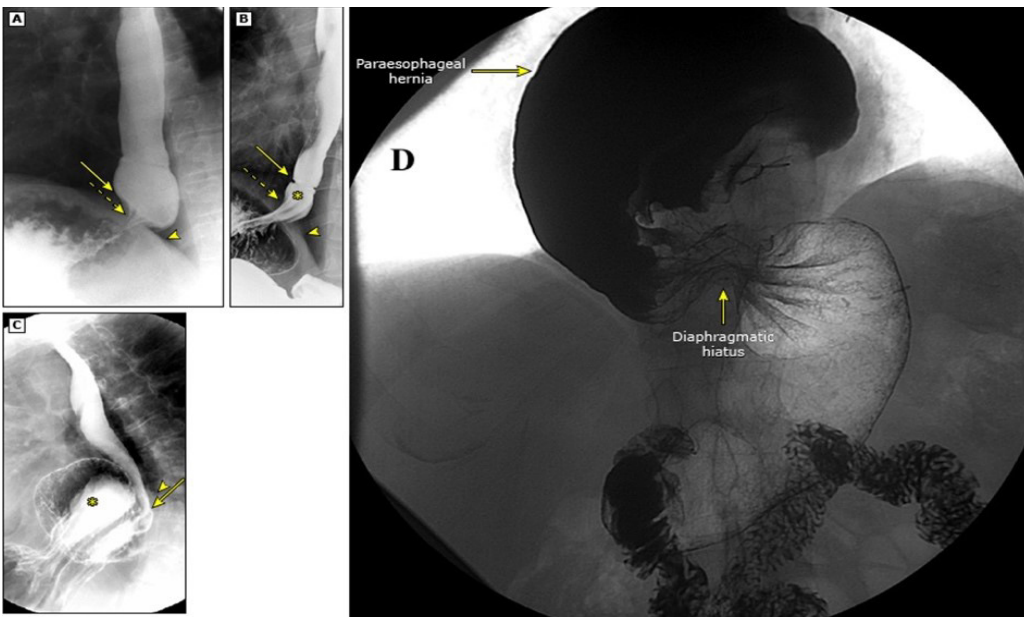 A
B
Paraesophageal
hernia
D
Diaphragmatic
hiatus
C